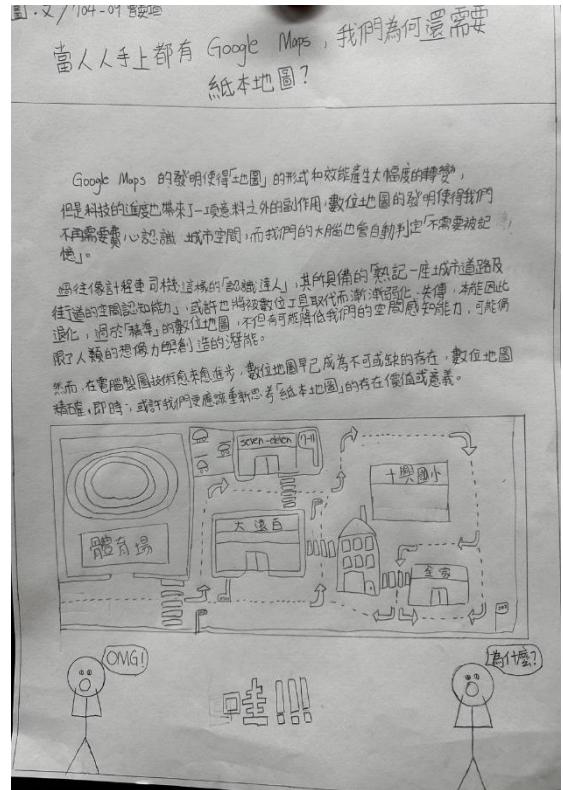 圖．文／704-09
當人人手上都有 Google Maps，我們為何還需要
紙本地圖？
Google Maps 的發明使得「地圖」的形式和效能產生大幅度的轉變，
但是科技的進度也帶來了一項意料之外的副作用，數位地圖的發明使得我們
不再需要費心認識 城市空間，而我們的大腦也會自動判定「不需要被記
憶」。
過往像計程車司機這樣的「認識達人」，其所具備的「熟記一座城市道路及
街道的空間認知能力」，或許也將被數位工具取代而漸漸弱化、失傳，本能因此
退化，過於「精準」的數位地圖，不但有可能降低我們的空間感知能力，可能侷
限了人類的想像力與創造的潛能。
然而，在電腦製圖技術愈來愈進步，數位地圖早已成為不可或缺的存在，數位地圖
精確，即時，或許我們更應該重新思考「紙本地圖」的存在價值或意義。
seven-eleven
7-11
十興國小
大遠百
體育場
全家
OMG!
哇!!!
為什麼?